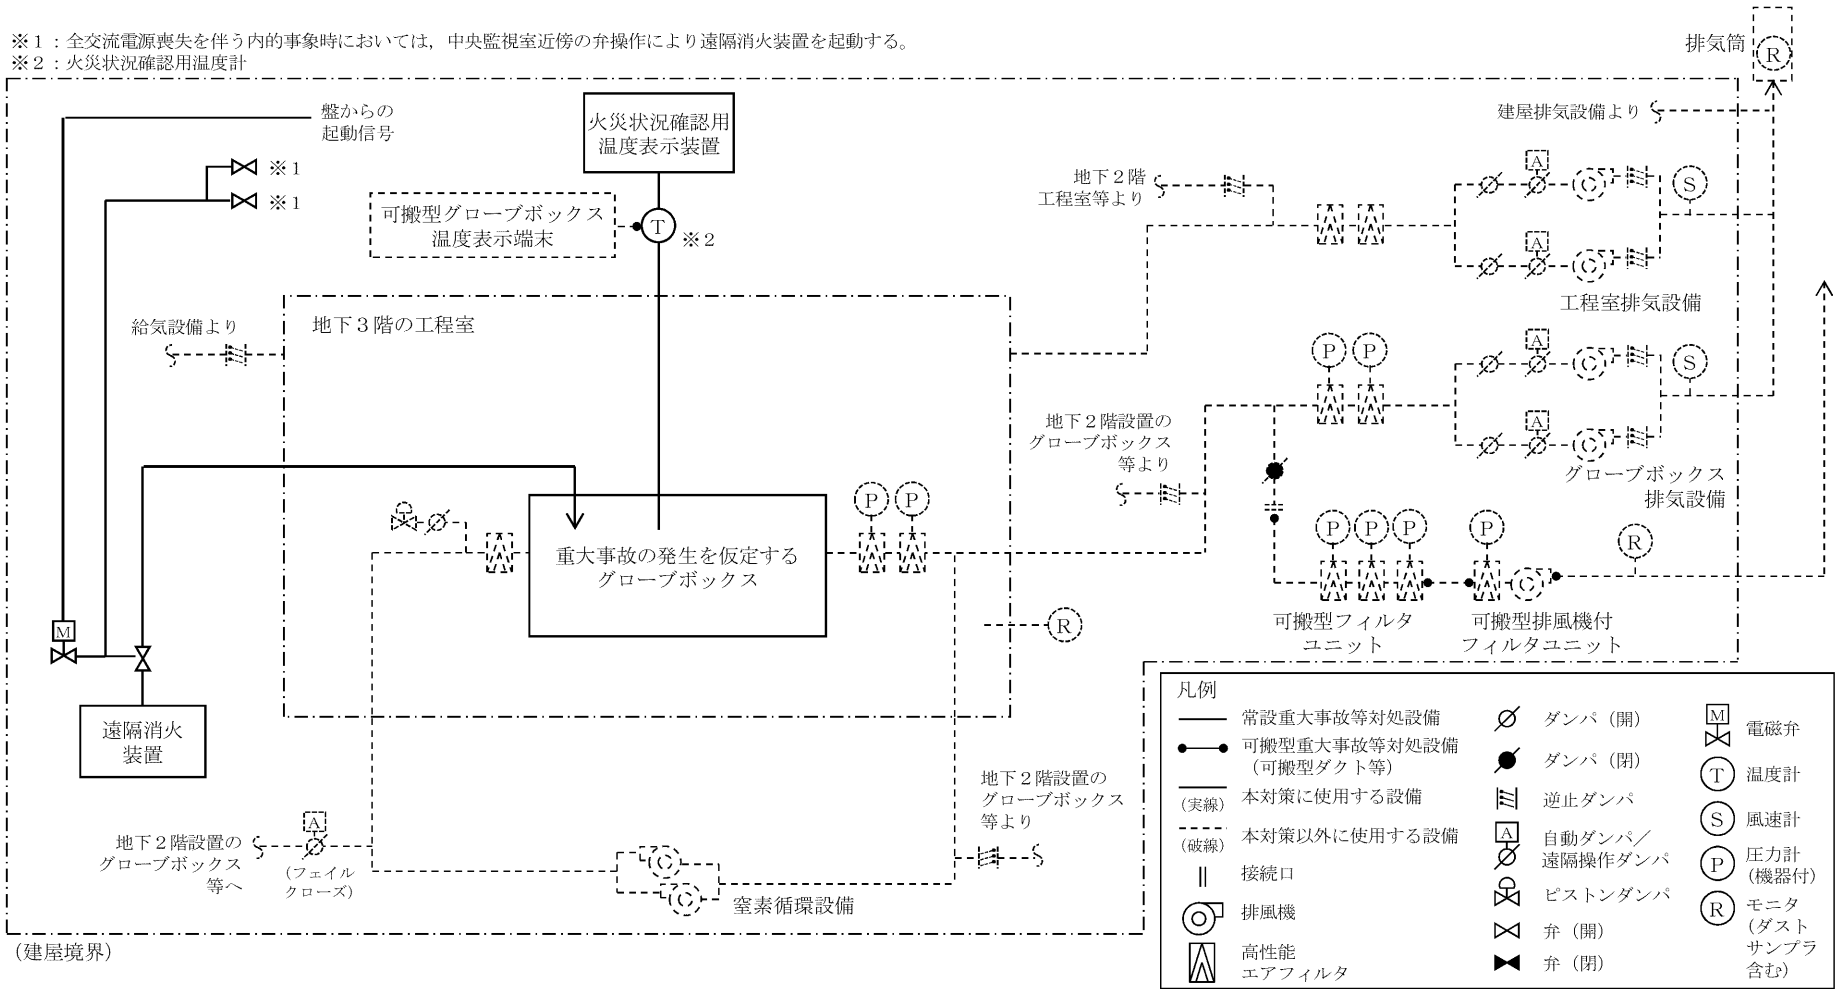 ※１：全交流電源喪失を伴う内的事象時においては，中央監視室近傍の弁操作により遠隔消火装置を起動する。
※２：火災状況確認用温度計
排気筒
R
盤からの
起動信号
※１
※１
火災状況確認用
温度表示装置
可搬型グローブボックス
温度表示端末
T
※２
建屋排気設備より
地下２階
工程室等より
A
S
A
工程室排気設備
給気設備より
地下３階の工程室
P
P
A
S
A
地下２階設置の
グローブボックス
等より
グローブボックス
排気設備
P
P
重大事故の発生を仮定する
グローブボックス
P
P
P
P
R
可搬型フィルタ
ユニット
可搬型排風機付
フィルタユニット
R
M
遠隔消火
装置
地下２階設置の
グローブボックス
等へ
A
（フェイル
クローズ）
窒素循環設備
地下２階設置の
グローブボックス
等より
（建屋境界）
凡例
常設重大事故等対処設備
可搬型重大事故等対処設備
（可搬型ダクト等）
（実線）
本対策に使用する設備
（破線）
本対策以外に使用する設備
接続口
排風機
高性能
エアフィルタ
ダンパ（開）
ダンパ（閉）
逆止ダンパ
A
自動ダンパ／
遠隔操作ダンパ
ピストンダンパ
弁（開）
弁（閉）
M
電磁弁
T
温度計
S
風速計
P
圧力計
（機器付）
R
モニタ
（ダスト
サンプラ
含む）